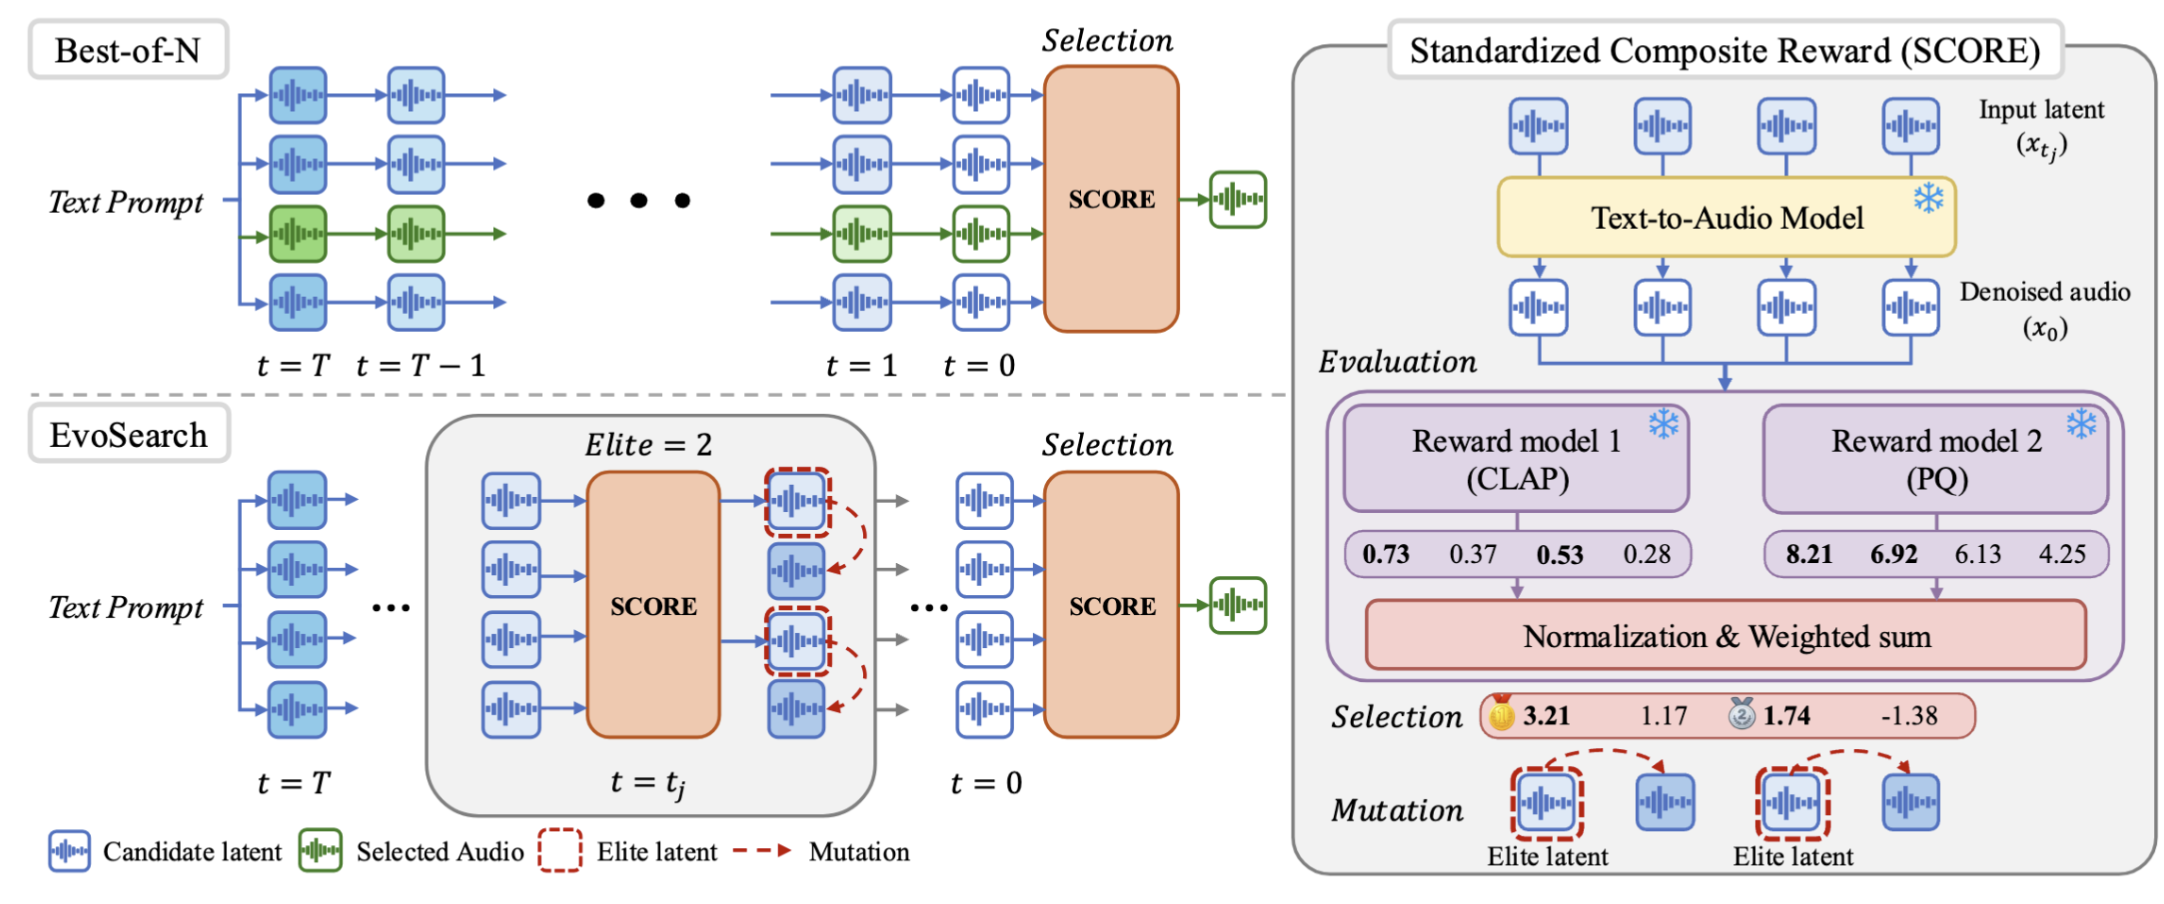 Best-of-N
Selection
Text Prompt
SCORE
t = T
t = T − 1
t = 1
t = 0
EvoSearch
Elite = 2
Selection
Text Prompt
SCORE
SCORE
t = T
t = t_j
t = 0
Candidate latent
Selected Audio
Elite latent
Mutation
Standardized Composite Reward (SCORE)
Input latent
(x_{t_j})
Text-to-Audio Model
Denoised audio
(x_0)
Evaluation
Reward model 1
(CLAP)
Reward model 2
(PQ)
0.73 0.37 0.53 0.28
8.21 6.92 6.13 4.25
Normalization & Weighted sum
Selection
1 3.21 1.17 2 1.74 -1.38
Mutation
Elite latent
Elite latent